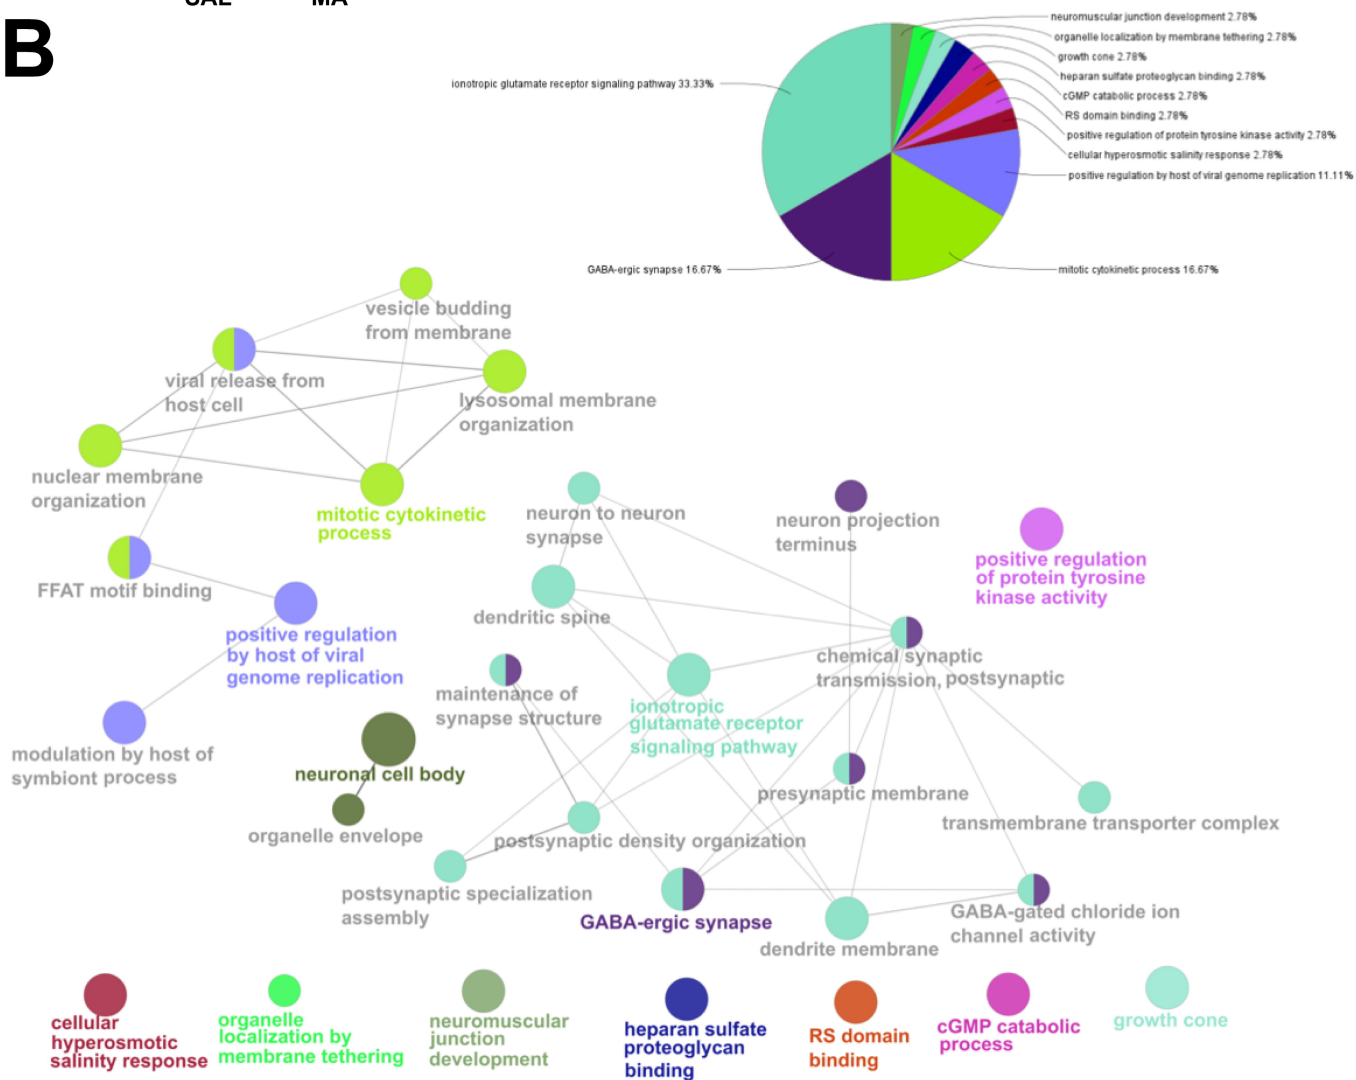 B
neuromuscular junction development 2.78%
organelle localization by membrane tethering 2.78%
growth cone 2.78%
heparan sulfate proteoglycan binding 2.78%
cGMP catabolic process 2.78%
RS domain binding 2.78%
positive regulation of protein tyrosine kinase activity 2.78%
cellular hyperosmotic salinity response 2.78%
positive regulation by host of viral genome replication 11.11%
ionotropic glutamate receptor signaling pathway 33.33%
GABA-ergic synapse 16.67%
mitotic cytokinetic process 16.67%
vesicle budding
from membrane
viral release from
host cell
lysosomal membrane
organization
nuclear membrane
organization
mitotic cytokinetic
process
neuron to neuron
synapse
neuron projection
terminus
positive regulation
of protein tyrosine
kinase activity
FFAT motif binding
dendritic spine
positive regulation
by host of viral
genome replication
chemical synaptic
transmission, postsynaptic
maintenance of
synapse structure
ionotropic
glutamate receptor
signaling pathway
modulation by host of
symbiont process
neuronal cell body
presynaptic membrane
organelle envelope
transmembrane transporter complex
postsynaptic density organization
postsynaptic specialization
assembly
GABA-ergic synapse
GABA-gated chloride ion
channel activity
dendrite membrane
cellular
hyperosmotic
salinity response
organelle
localization by
membrane tethering
neuromuscular
junction
development
heparan sulfate
proteoglycan
binding
RS domain
binding
cGMP catabolic
process
growth cone